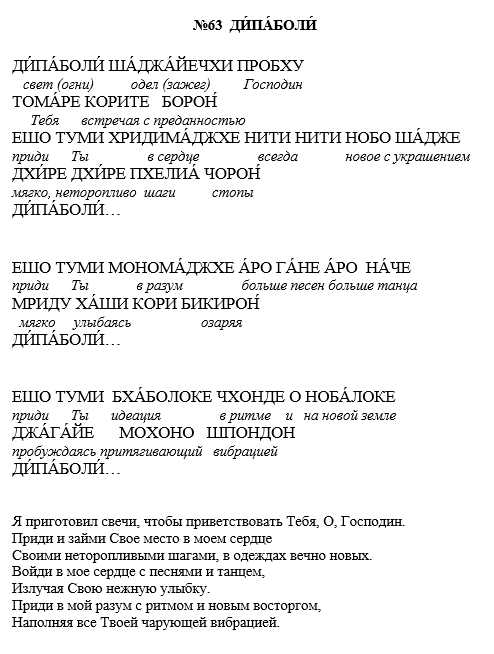 №63 ДИ́ПА́БОЛИ́
ДИ́ПА́БОЛИ́ ША́ДЖА́ЙЕЧХИ ПРОБХУ
свет (огни) одел (зажег) Господин
ТОМА́РЕ КОРИТЕ БОРОН́
Тебя встречая с преданностью
ЕШО ТУМИ ХРИДИМА́ДЖХЕ НИТИ НИТИ НОБО ША́ДЖЕ
приди Ты в сердце всегда новое с украшением
ДХИ́РЕ ДХИ́РЕ ПХЕЛИА́ ЧОРОН́
мягко, неторопливо шаги стопы
ДИ́ПА́БОЛИ́…
ЕШО ТУМИ МОНОМА́ДЖХЕ А́РО ГА́НЕ А́РО НА́ЧЕ
приди Ты в разум больше песен больше танца
МРИДУ ХА́ШИ КОРИ БИКИРОН́
мягко улыбаясь озаряя
ДИ́ПА́БОЛИ́…
ЕШО ТУМИ БХА́БОЛОКЕ ЧХОНДЕ О НОБА́ЛОКЕ
приди Ты идеация в ритме и на новой земле
ДЖА́ГА́ЙЕ МОХОНО ШПОНДОН
пробуждаясь притягивающий вибрацией
ДИ́ПА́БОЛИ́…
Я приготовил свечи, чтобы приветствовать Тебя, О, Господин.
Приди и займи Свое место в моем сердце
Своими неторопливыми шагами, в одеждах вечно новых.
Войди в мое сердце с песнями и танцем,
Излучая Свою нежную улыбку.
Приди в мой разум с ритмом и новым восторгом,
Наполняя все Твоей чарующей вибрацией.